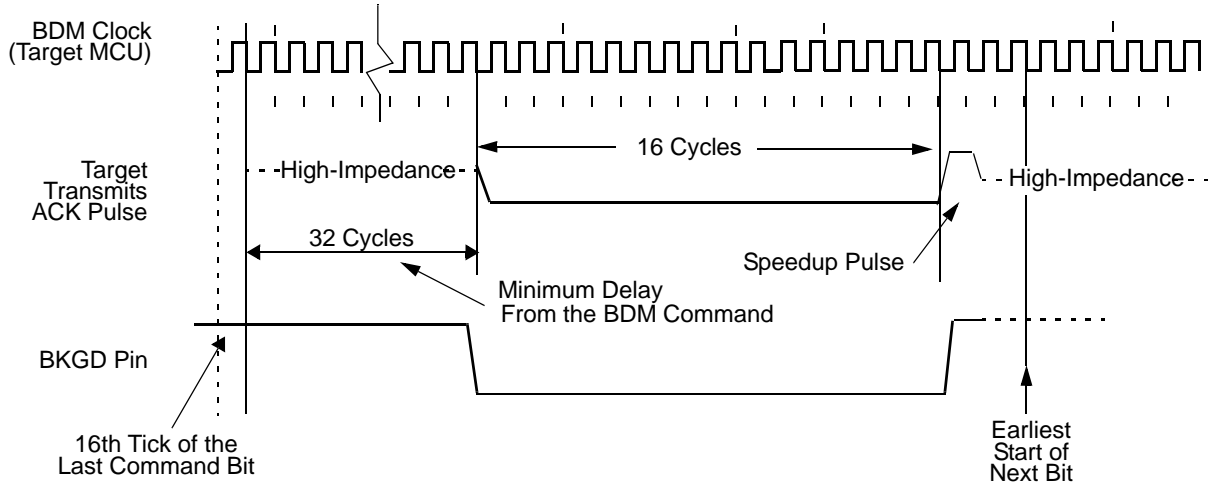 BDM Clock
(Target MCU)
Target
Transmits
ACK Pulse
High-Impedance
16 Cycles
High-Impedance
32 Cycles
Speedup Pulse
Minimum Delay
From the BDM Command
BKGD Pin
16th Tick of the
Last Command Bit
Earliest
Start of
Next Bit